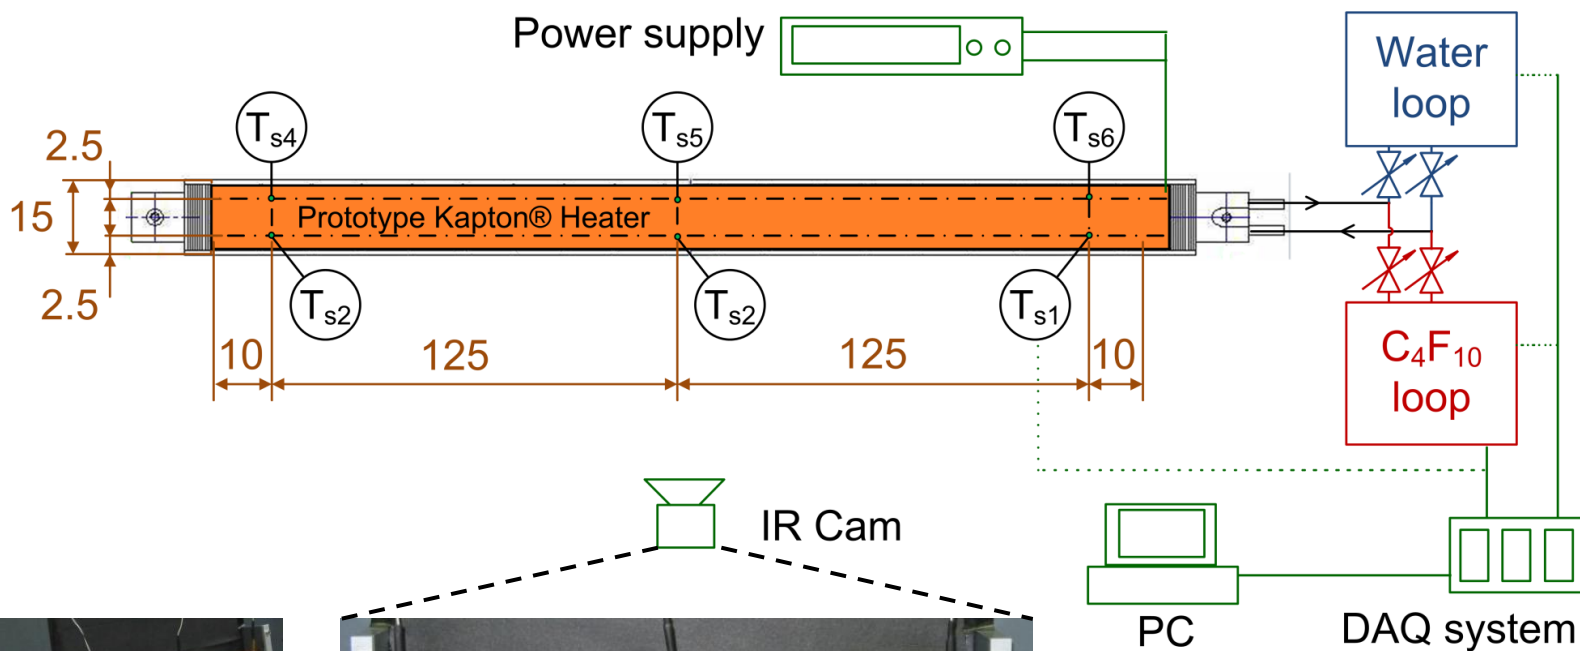 Power supply
Water
loop
Ts4
Ts5
Ts6
2.5
15
Prototype Kapton® Heater
2.5
Ts2
Ts2
Ts1
10
125
125
10
C4F10
loop
IR Cam
PC
DAQ system